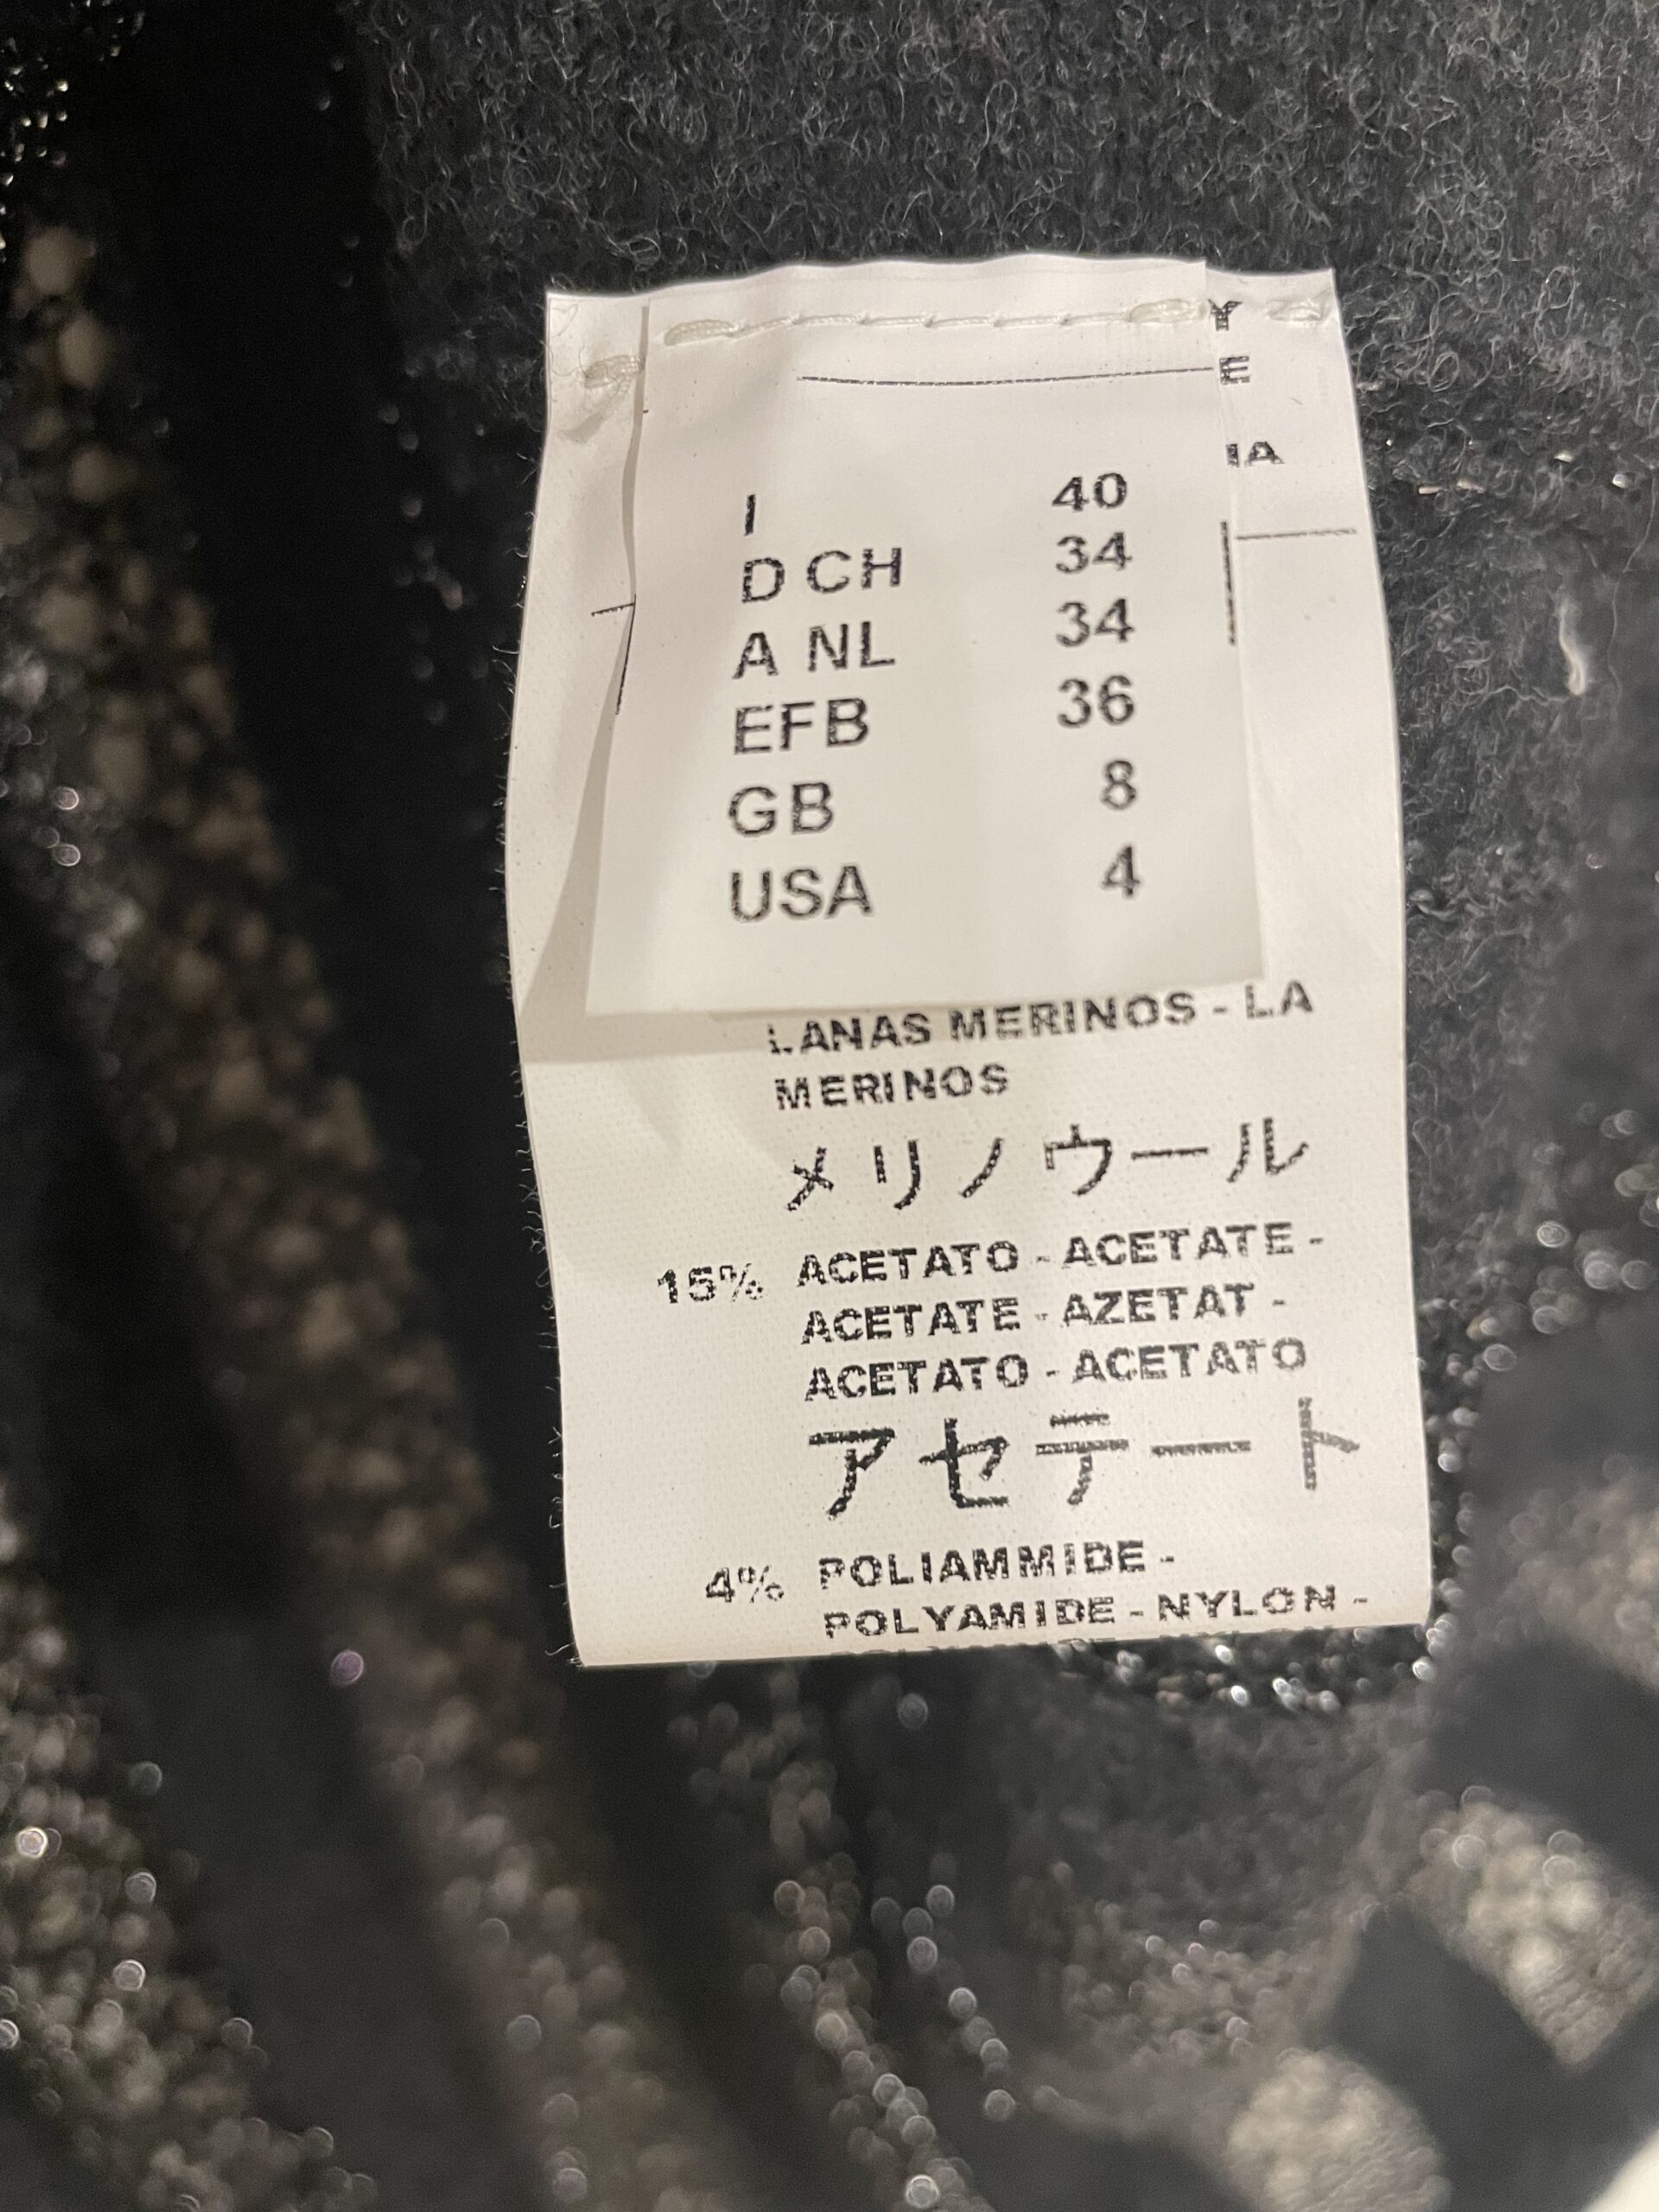 Y
E
IA
I 40
D CH 34
A NL 34
EFB 36
GB 8
USA 4
LANAS MERINOS - LA
MERINOS
メリノウール
15% ACETATO - ACETATE -
ACETATE - AZETAT -
ACETATO - ACETATO
アセテート
4% POLIAMMIDE -
POLYAMIDE - NYLON -